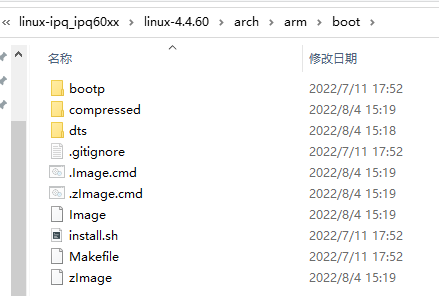 « linux-ipq_ipq60xx > linux-4.4.60 > arch > arm > boot >
名称 修改日期
bootp 2022/7/11 17:52
compressed 2022/8/4 15:19
dts 2022/8/4 15:18
.gitignore 2022/7/11 17:52
.Image.cmd 2022/8/4 15:19
.zImage.cmd 2022/8/4 15:19
Image 2022/8/4 15:19
install.sh 2022/7/11 17:52
Makefile 2022/7/11 17:52
zImage 2022/8/4 15:19